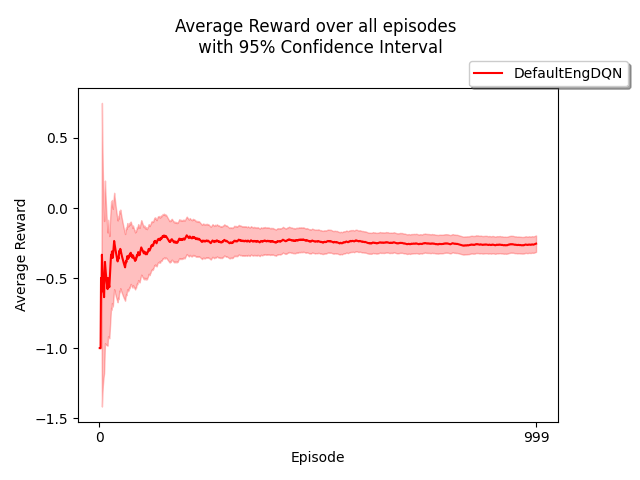 Average Reward over all episodes
with 95% Confidence Interval
DefaultEngDQN
0.5
0.0
−0.5
−1.0
−1.5
Average Reward
0
999
Episode